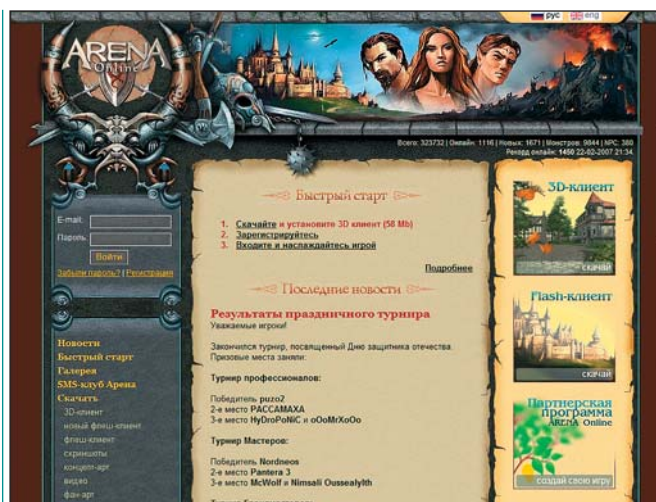 рус eng
ARENA
Online
Всего: 323732 | Онлайн: 1116 | Новых: 1671 | Монстров: 9844 | NPC: 380
Рекорд онлайн: 1450 22-02-2007 21:34
E-mail:
Пароль:
Войти
Забыли пароль? | Регистрация
Новости
Быстрый старт
Галерея
SMS-клуб Арена
Скачать
3D-клиент
новый флеш-клиент
флеш-клиент
скриншоты
концепт-арт
видео
фан-арт
Быстрый старт
1. Скачайте и установите 3D клиент (58 Mb)
2. Зарегистрируйтесь
3. Входите и наслаждайтесь игрой
Подробнее
Последние новости
Результаты праздничного турнира
Уважаемые игроки!
Закончился турнир, посвященный Дню защитника отечества.
Призовые места заняли:
Турнир профессионалов:
Победитель puzo2
2-е место PACCAMAXA
3-е место HyDroPoNiC и oOoMrXoOo
Турнир Мастеров:
Победитель Nordneos
2-е место Pantera 3
3-е место McWolf и Nimsali Oussealylth
3D-клиент
скачай
Flash-клиент
скачай
Партнерская
программа
ARENA Online
создай свою игру